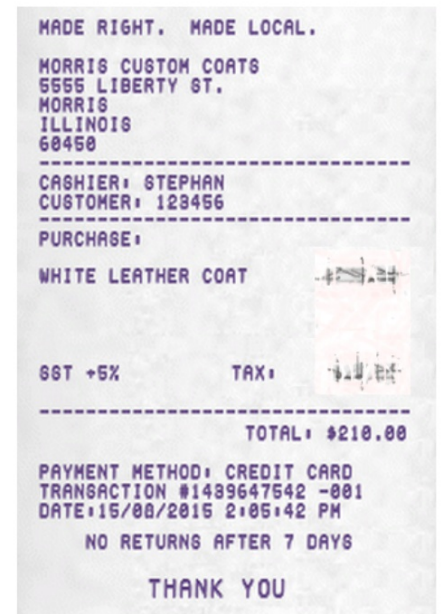 MADE RIGHT. MADE LOCAL.
MORRIS CUSTOM COATS
5555 LIBERTY ST.
MORRIS
ILLINOIS
60450
CASHIER: STEPHAN
CUSTOMER: 123456
PURCHASE:
WHITE LEATHER COAT
SST +5% TAX:
TOTAL: $210.00
PAYMENT METHOD: CREDIT CARD
TRANSACTION #1439647542 -001
DATE:15/08/2015 2:05:42 PM
NO RETURNS AFTER 7 DAYS
THANK YOU